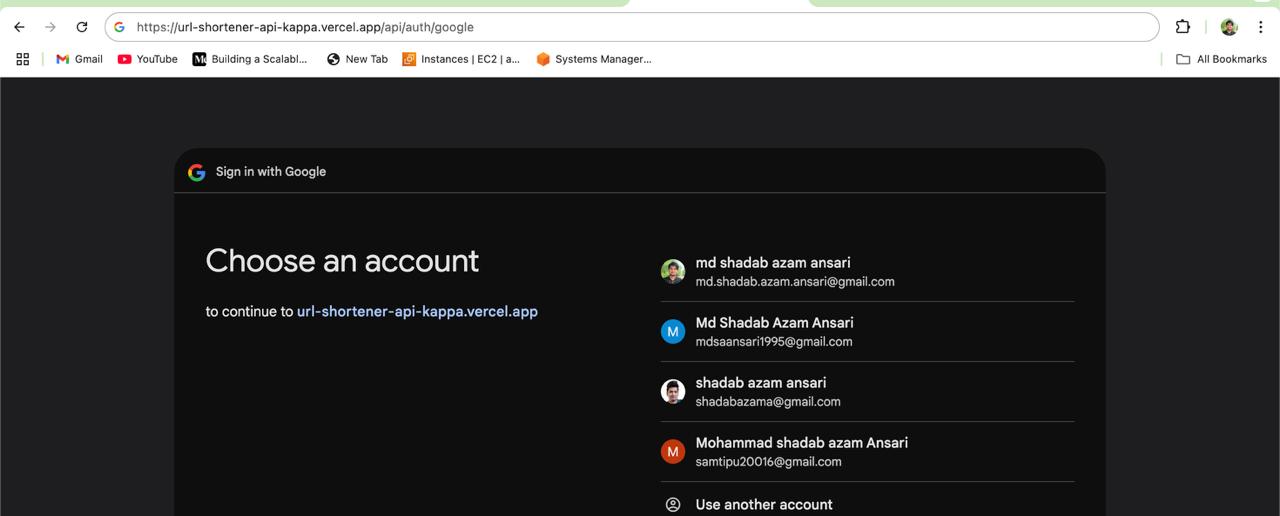 https://url-shortener-api-kappa.vercel.app/api/auth/google
Gmail
YouTube
Building a Scalabl...
New Tab
Instances | EC2 | a...
Systems Manager...
All Bookmarks
G Sign in with Google
Choose an account
to continue to url-shortener-api-kappa.vercel.app
md shadab azam ansari
md.shadab.azam.ansari@gmail.com
M
Md Shadab Azam Ansari
mdsaansari1995@gmail.com
shadab azam ansari
shadabazama@gmail.com
M
Mohammad shadab azam Ansari
samtipu20016@gmail.com
Use another account